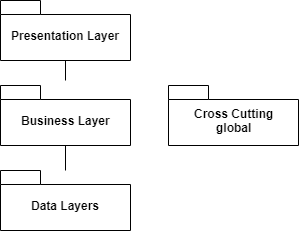 Presentation Layer
Business Layer
Cross Cutting
global
Data Layers